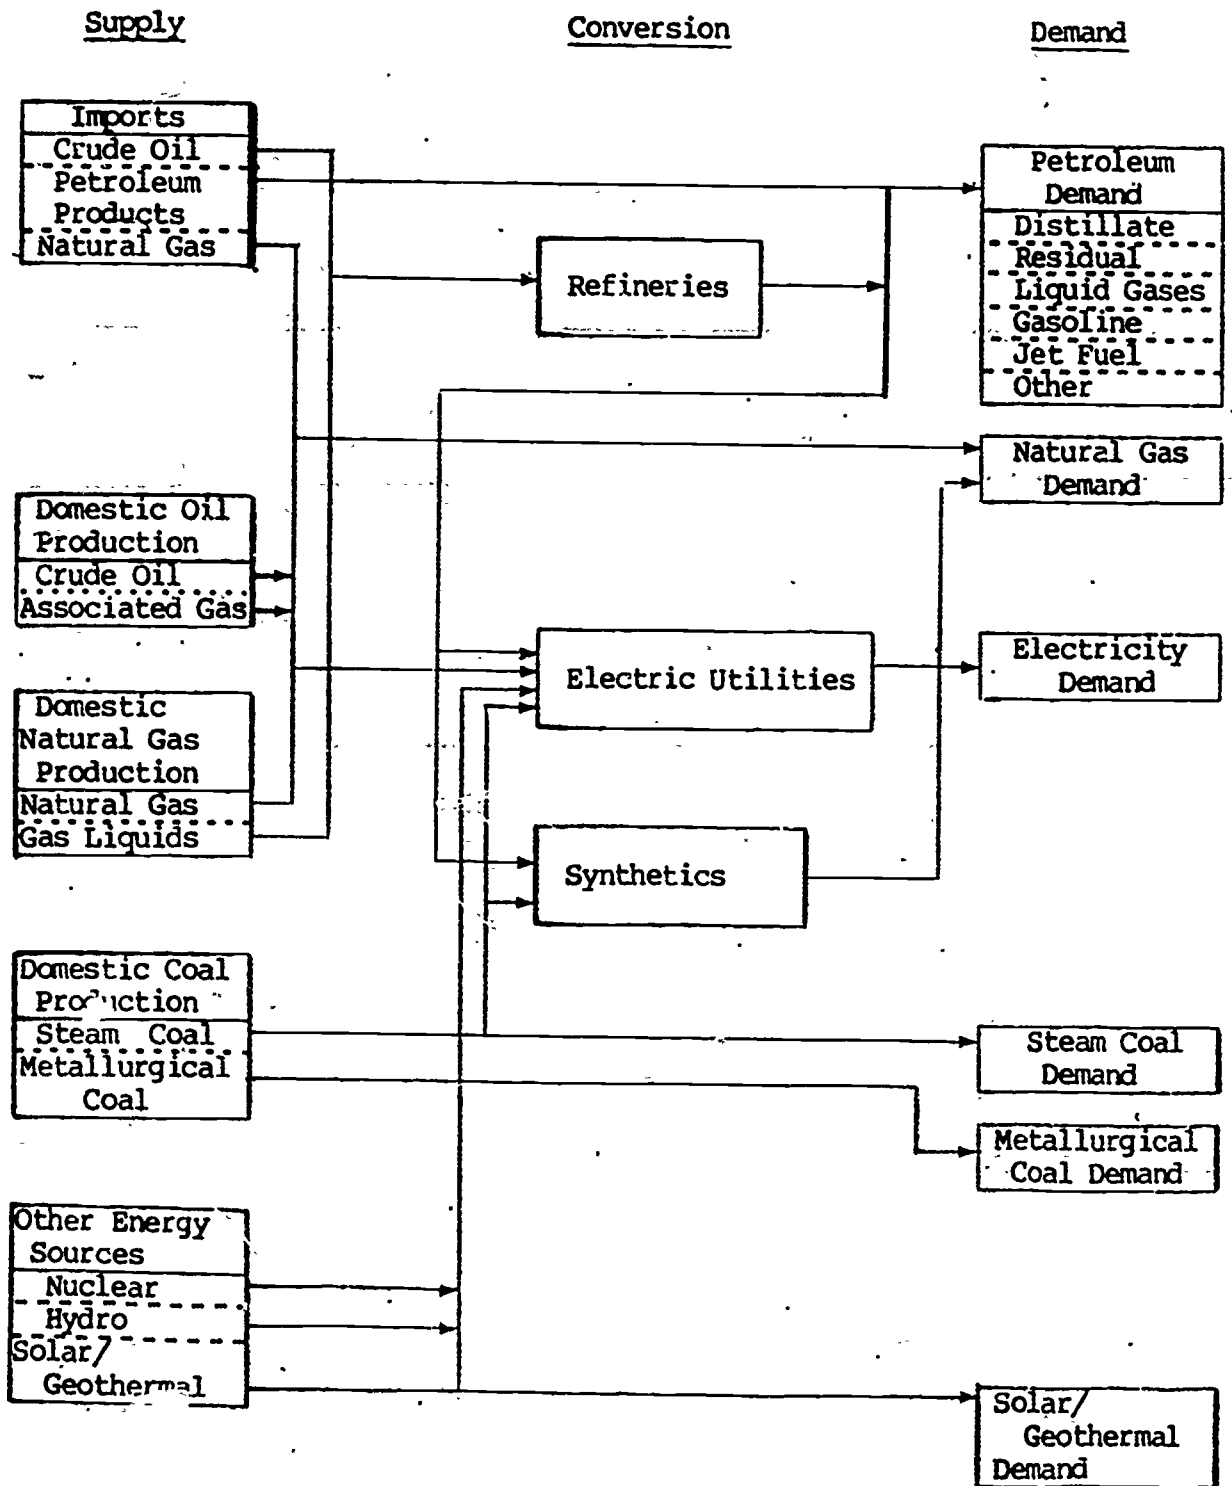 Supply
Conversion
Demand
Imports
Crude Oil
Petroleum
Products
Natural Gas
Refineries
Petroleum
Demand
Distillate
Residual
Liquid Gases
Gasoline
Jet Fuel
Other
Natural Gas
Demand
Domestic Oil
Production
Crude Oil
Associated Gas
Electric Utilities
Electricity
Demand
Domestic
Natural Gas
Production
Natural Gas
Gas Liquids
Synthetics
Domestic Coal
Production
Steam Coal
Metallurgical
Coal
Steam Coal
Demand
Metallurgical
Coal Demand
Other Energy
Sources
Nuclear
Hydro
Solar/
Geothermal
Solar/
Geothermal
Demand